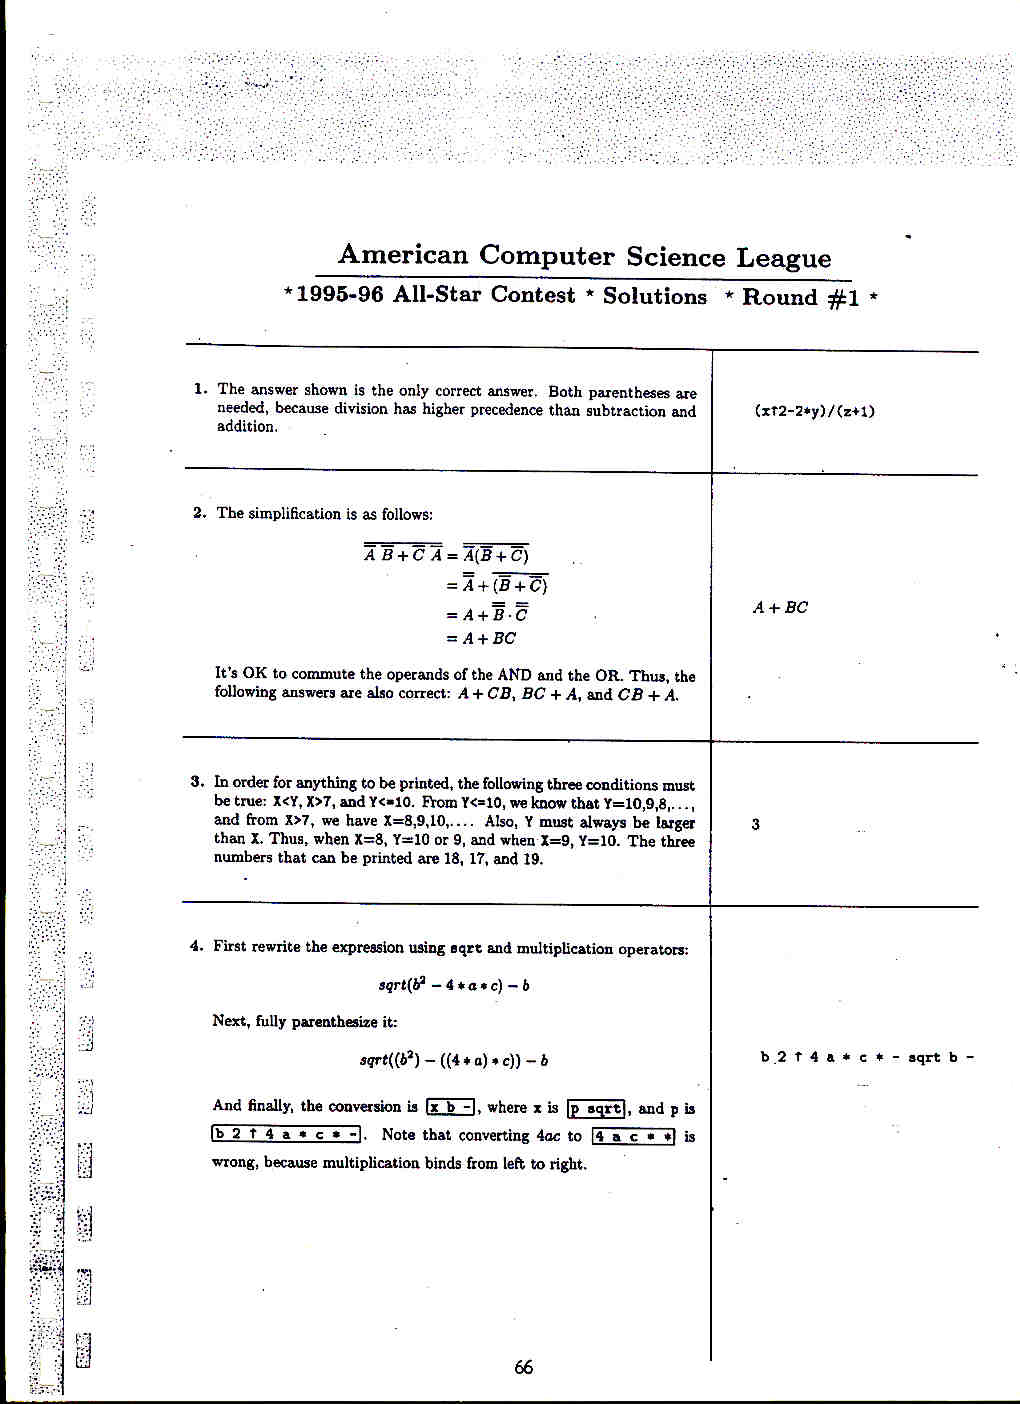 American Computer Science League
*1995-96 All-Star Contest * Solutions * Round #1 *
1. The answer shown is the only correct answer. Both parentheses are
needed, because division has higher precedence than subtraction and
addition.
(x↑2-2*y)/(z+1)
2. The simplification is as follows:
\overline{\overline{A} \overline{B} + \overline{C} \overline{A}} = \overline{\overline{A}(\overline{B} + \overline{C})}
= \overline{\overline{A}} + \overline{(\overline{B} + \overline{C})}
= A + \overline{\overline{B}} · \overline{\overline{C}}
= A + BC
It's OK to commute the operands of the AND and the OR. Thus, the
following answers are also correct: A + CB, BC + A, and CB + A.
A + BC
3. In order for anything to be printed, the following three conditions must
be true: X<Y, X>7, and Y<=10. From Y<=10, we know that Y=10,9,8,...,
and from X>7, we have X=8,9,10,.... Also, Y must always be larger
than X. Thus, when X=8, Y=10 or 9, and when X=9, Y=10. The three
numbers that can be printed are 18, 17, and 19.
3
4. First rewrite the expression using sqrt and multiplication operators:
sqrt(b² − 4 * a * c) − b
Next, fully parenthesize it:
sqrt((b²) − ((4 * a) * c)) − b
And finally, the conversion is x b -, where x is p sqrt, and p is
b 2 ↑ 4 a * c * -. Note that converting 4ac to 4 a c * * is
wrong, because multiplication binds from left to right.
b 2 ↑ 4 a * c * - sqrt b -
66